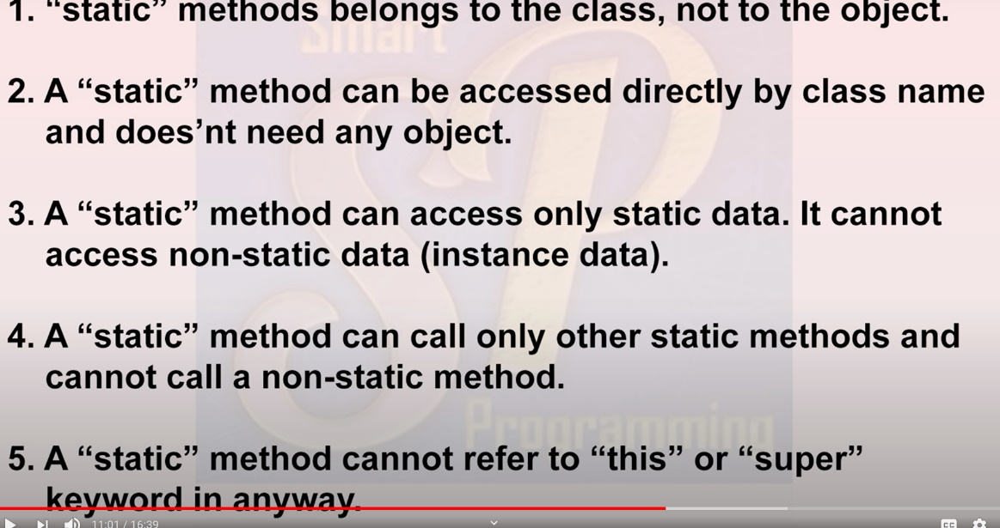 1. “static” methods belongs to the class, not to the object.
2. A “static” method can be accessed directly by class name
and does’nt need any object.
3. A “static” method can access only static data. It cannot
access non-static data (instance data).
4. A “static” method can call only other static methods and
cannot call a non-static method.
5. A “static” method cannot refer to “this” or “super”
keyword in anyway.
Smart
SP
Programming
11:01 / 16:39
CC